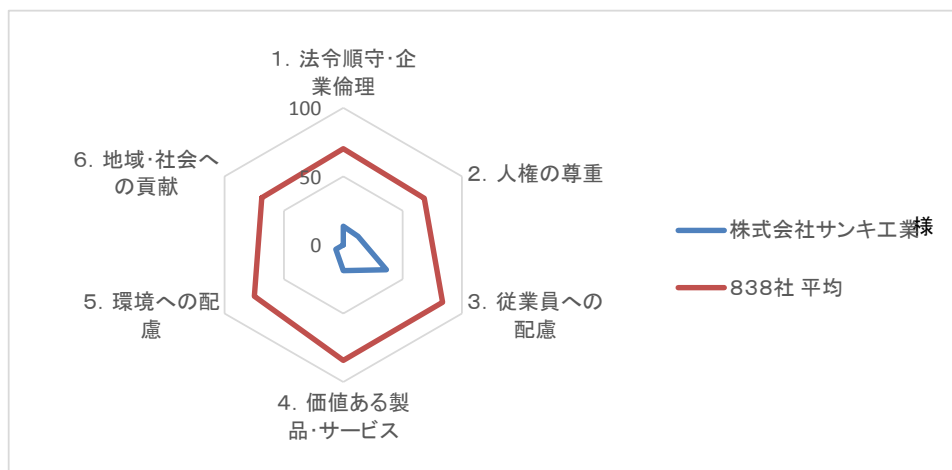 1. 法令順守・企
業倫理
100
6. 地域・社会へ
の貢献
50
2. 人権の尊重
0
株式会社サンキ工業様
838社 平均
5. 環境への配
慮
3. 従業員への
配慮
4. 価値ある製
品・サービス